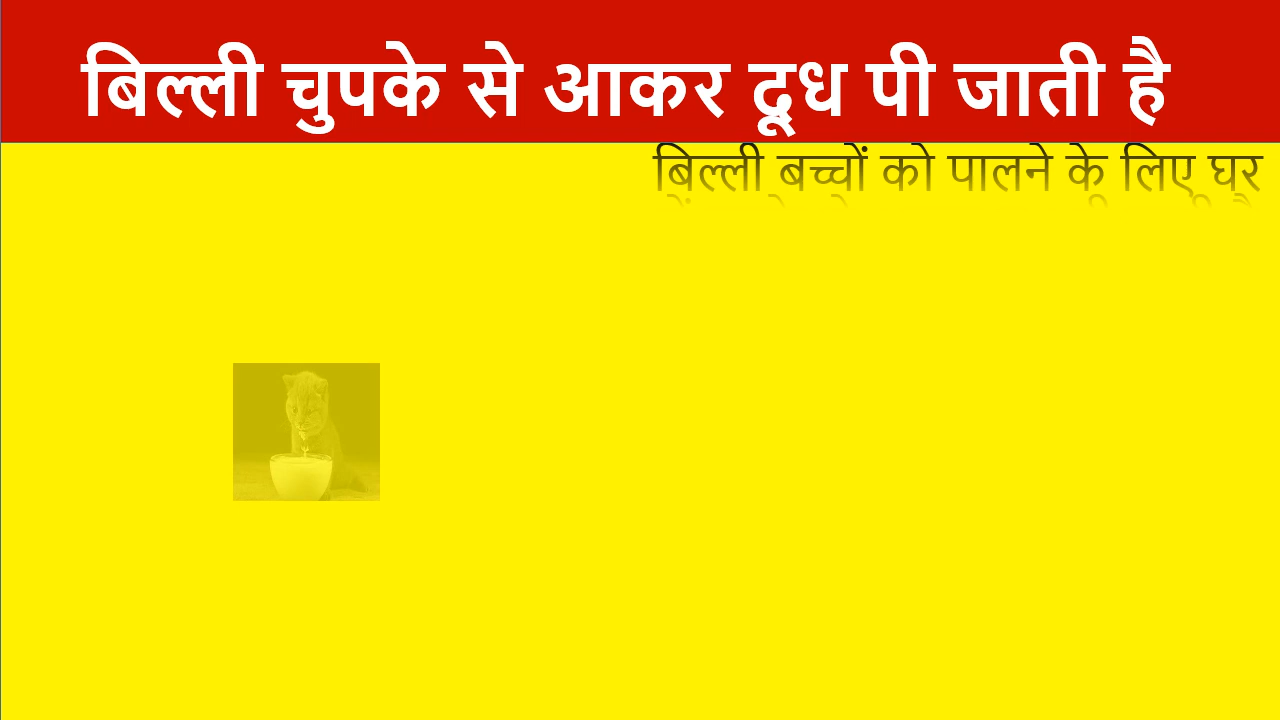 बिल्ली चुपके से आकर दूध पी जाती है
बिल्ली बच्चों को पालने के लिए घर